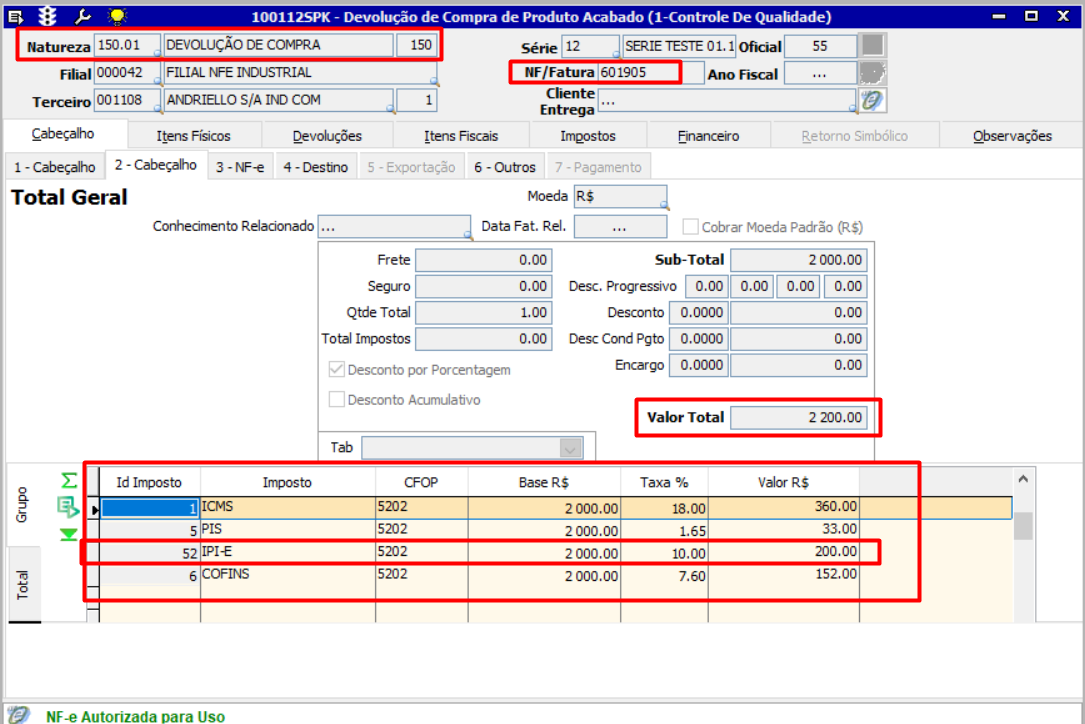 100112SPK - Devolução de Compra de Produto Acabado (1-Controle De Qualidade)
Natureza 150.01 DEVOLUÇÃO DE COMPRA 150 Série 12 SERIE TESTE 01.1 Oficial 55
Filial 000042 FILIAL NFE INDUSTRIAL NF/Fatura 601905 Ano Fiscal ...
Terceiro 001108 ANDRIELLO S/A IND COM 1 Cliente Entrega ...
Cabeçalho Itens Físicos Devoluções Itens Fiscais Impostos Financeiro Retorno Simbólico Observações
1 - Cabeçalho 2 - Cabeçalho 3 - NF-e 4 - Destino 5 - Exportação 6 - Outros 7 - Pagamento
Total Geral Moeda R$
Conhecimento Relacionado ... Data Fat. Rel. ... Cobrar Moeda Padrão (R$)
Frete 0.00 Sub-Total 2 000.00
Seguro 0.00 Desc. Progressivo 0.00 0.00 0.00 0.00
Qtde Total 1.00 Desconto 0.0000 0.00
Total Impostos 0.00 Desc Cond Pgto 0.0000 0.00
Desconto por Porcentagem Encargo 0.0000 0.00
Desconto Acumulativo
Valor Total 2 200.00
Tab
Grupo
Total
Id Imposto Imposto CFOP Base R$ Taxa % Valor R$
1 ICMS 5202 2 000.00 18.00 360.00
5 PIS 5202 2 000.00 1.65 33.00
52 IPI-E 5202 2 000.00 10.00 200.00
6 COFINS 5202 2 000.00 7.60 152.00
NF-e Autorizada para Uso